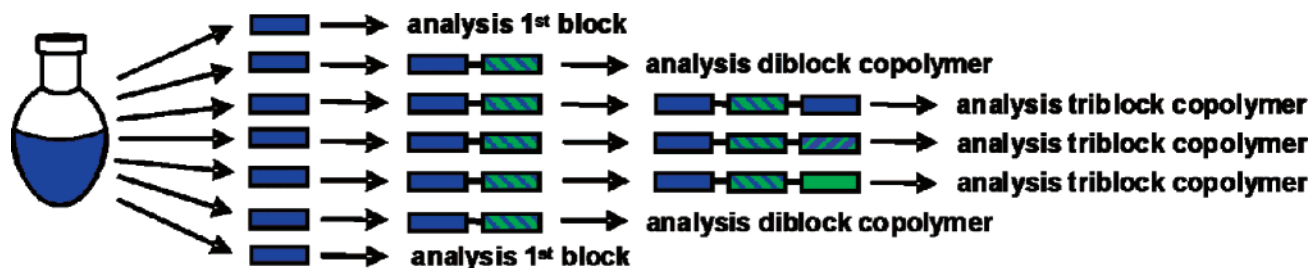 analysis 1st block
analysis diblock copolymer
analysis triblock copolymer
analysis triblock copolymer
analysis triblock copolymer
analysis diblock copolymer
analysis 1st block